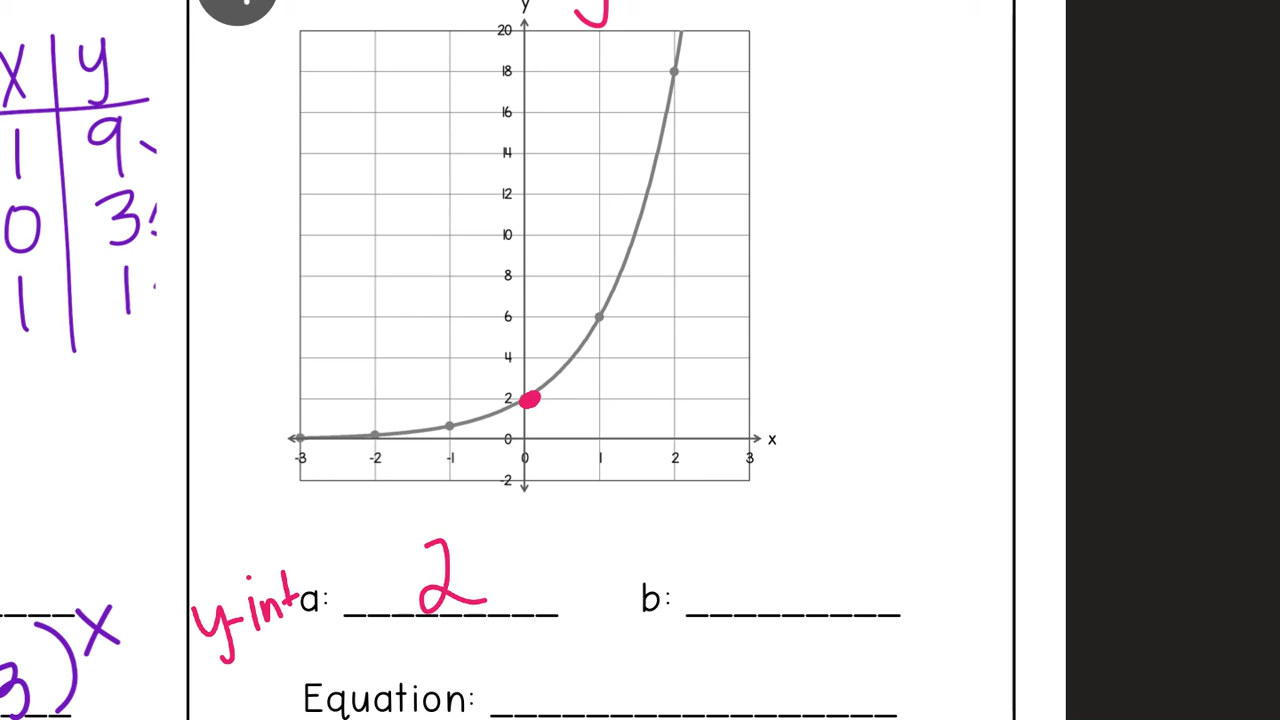 x y
1 9
0 3
1 1
3)^x
y
20
18
16
14
12
10
8
6
4
2
0
-2
-3 -2 -1 0 1 2 3
x
y-int a: 2 b:
Equation: